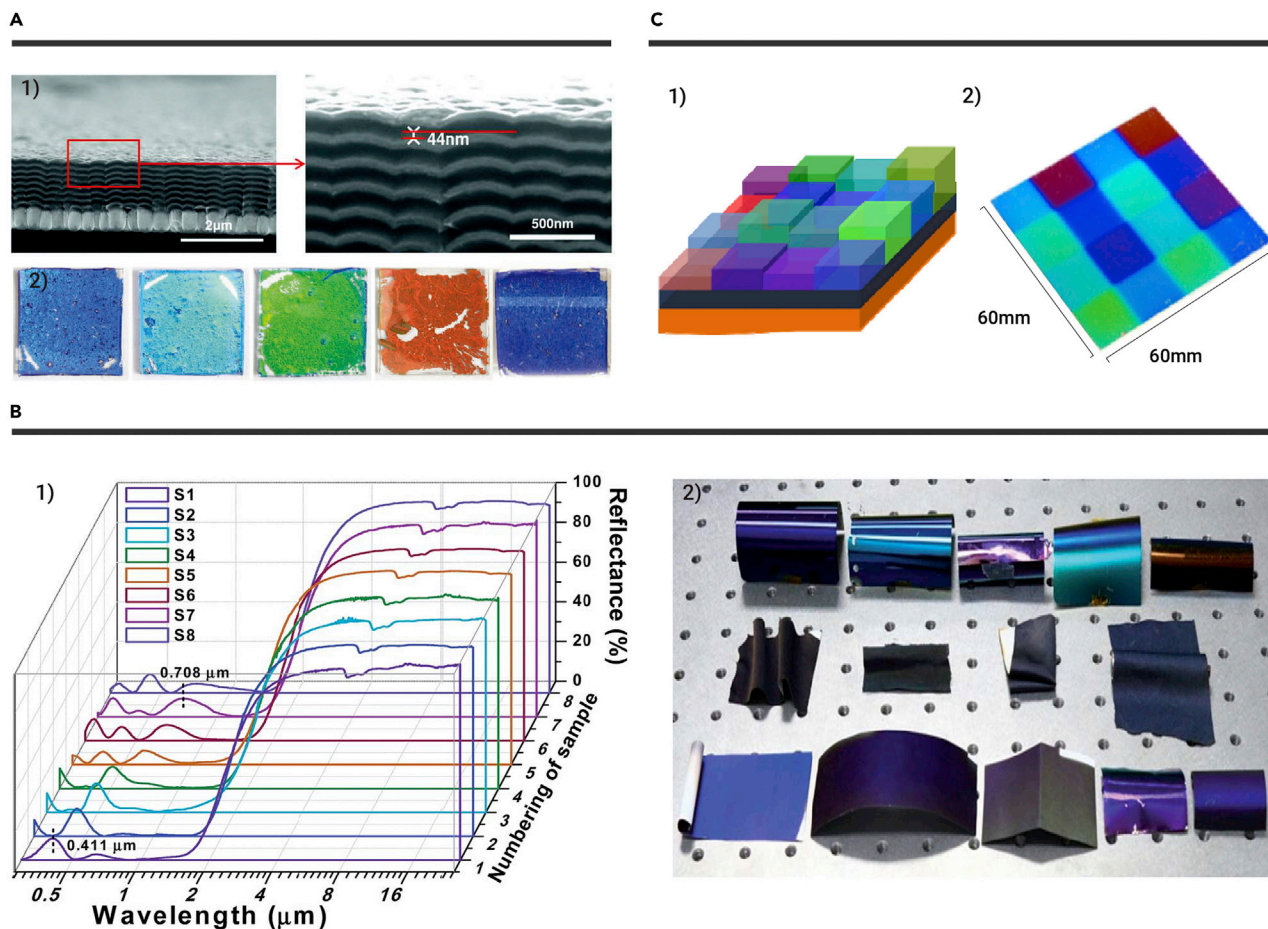 A
1)
44nm
2μm
500nm
2)
B
1)
S1
S2
S3
S4
S5
S6
S7
S8
0.708 μm
0.411 μm
100
80
60
40
20
0
Reflectance (%)
8
7
6
5
4
3
2
1
Numbering of sample
0.5 1 2 4 8 16
Wavelength (μm)
2)
C
1)
2)
60mm
60mm